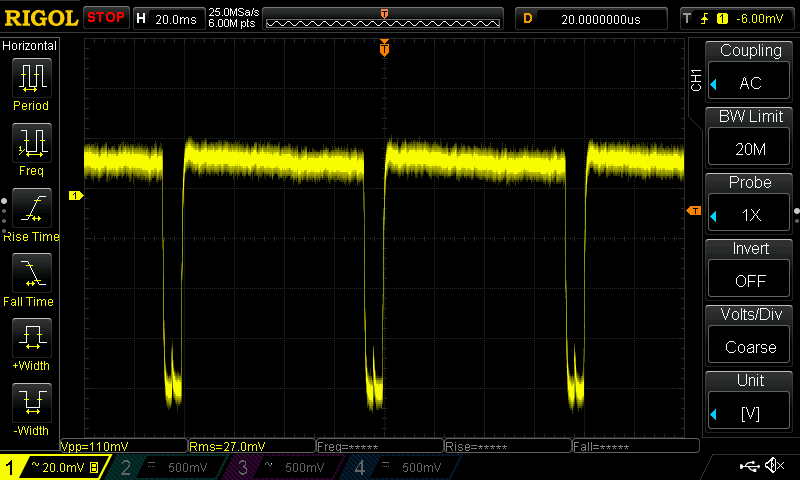 RIGOL STOP H 20.0ms 25.0MSa/s 6.00M pts T D 20.0000000us T 1 -6.00mV
Horizontal
Period
Freq
Rise Time
Fall Time
+Width
-Width
T
1
T
CH1
Coupling
AC
BW Limit
20M
Probe
1X
Invert
OFF
Volts/Div
Coarse
Unit
[V]
Vpp=110mV Rms=27.0mV Freq=***** Rise=***** Fall=*****
1 ~ 20.0mV B 2 500mV 3 ~ 500mV 4 500mV